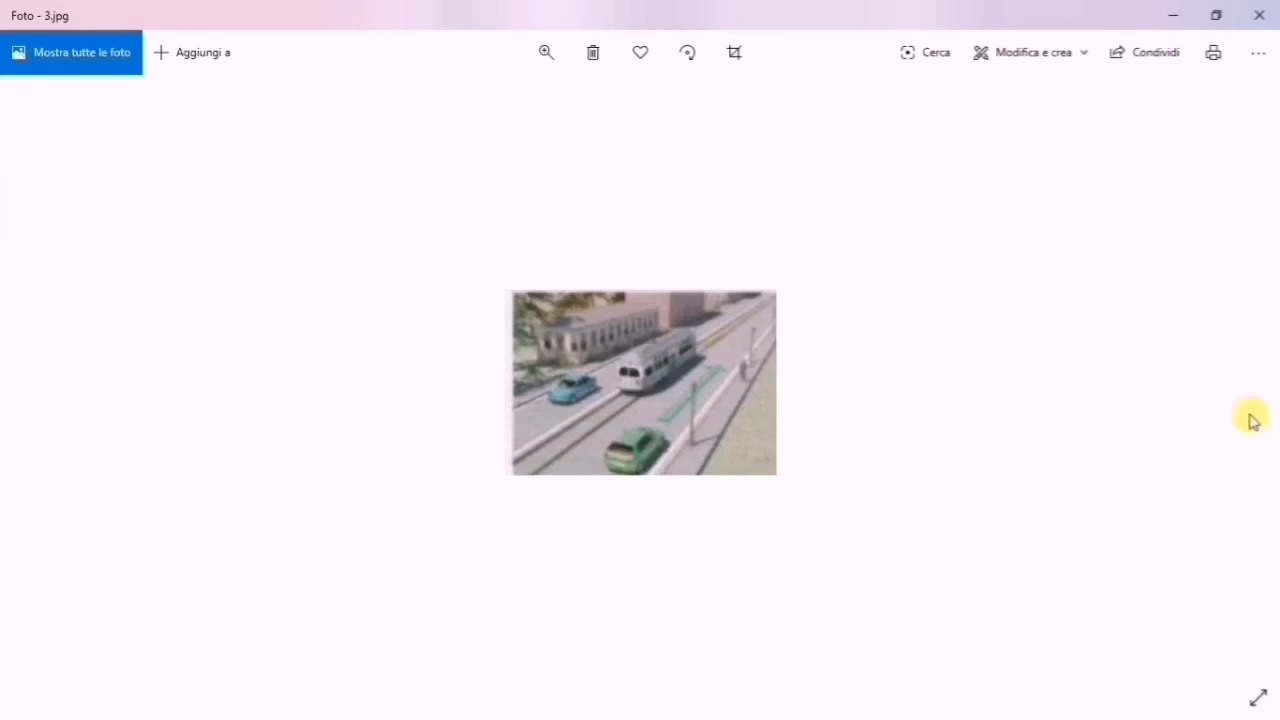 Foto - 3.jpg
Mostra tutte le foto
Aggiungi a
Cerca
Modifica e crea
Condividi